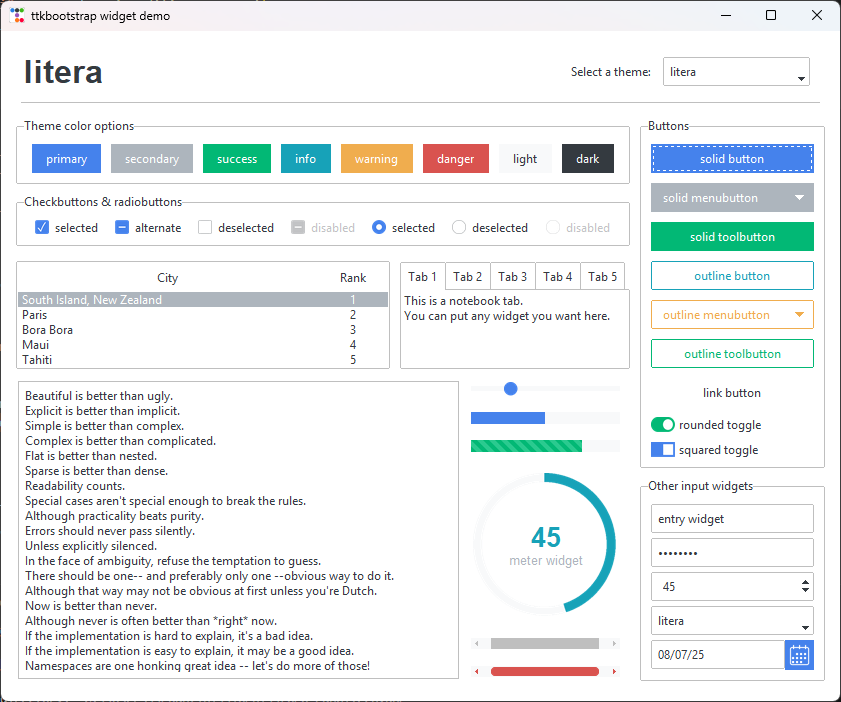 ttkbootstrap widget demo
litera
Select a theme: litera
Theme color options
primary secondary success info warning danger light dark
Checkbuttons & radiobuttons
selected alternate deselected disabled selected deselected disabled
City Rank
South Island, New Zealand 1
Paris 2
Bora Bora 3
Maui 4
Tahiti 5
Tab 1 Tab 2 Tab 3 Tab 4 Tab 5
This is a notebook tab.
You can put any widget you want here.
Beautiful is better than ugly.
Explicit is better than implicit.
Simple is better than complex.
Complex is better than complicated.
Flat is better than nested.
Sparse is better than dense.
Readability counts.
Special cases aren't special enough to break the rules.
Although practicality beats purity.
Errors should never pass silently.
Unless explicitly silenced.
In the face of ambiguity, refuse the temptation to guess.
There should be one-- and preferably only one --obvious way to do it.
Although that way may not be obvious at first unless you're Dutch.
Now is better than never.
Although never is often better than *right* now.
If the implementation is hard to explain, it's a bad idea.
If the implementation is easy to explain, it may be a good idea.
Namespaces are one honking great idea -- let's do more of those!
45
meter widget
Buttons
solid button
solid menubutton
solid toolbutton
outline button
outline menubutton
outline toolbutton
link button
rounded toggle
squared toggle
Other input widgets
entry widget
••••••••
45
litera
08/07/25